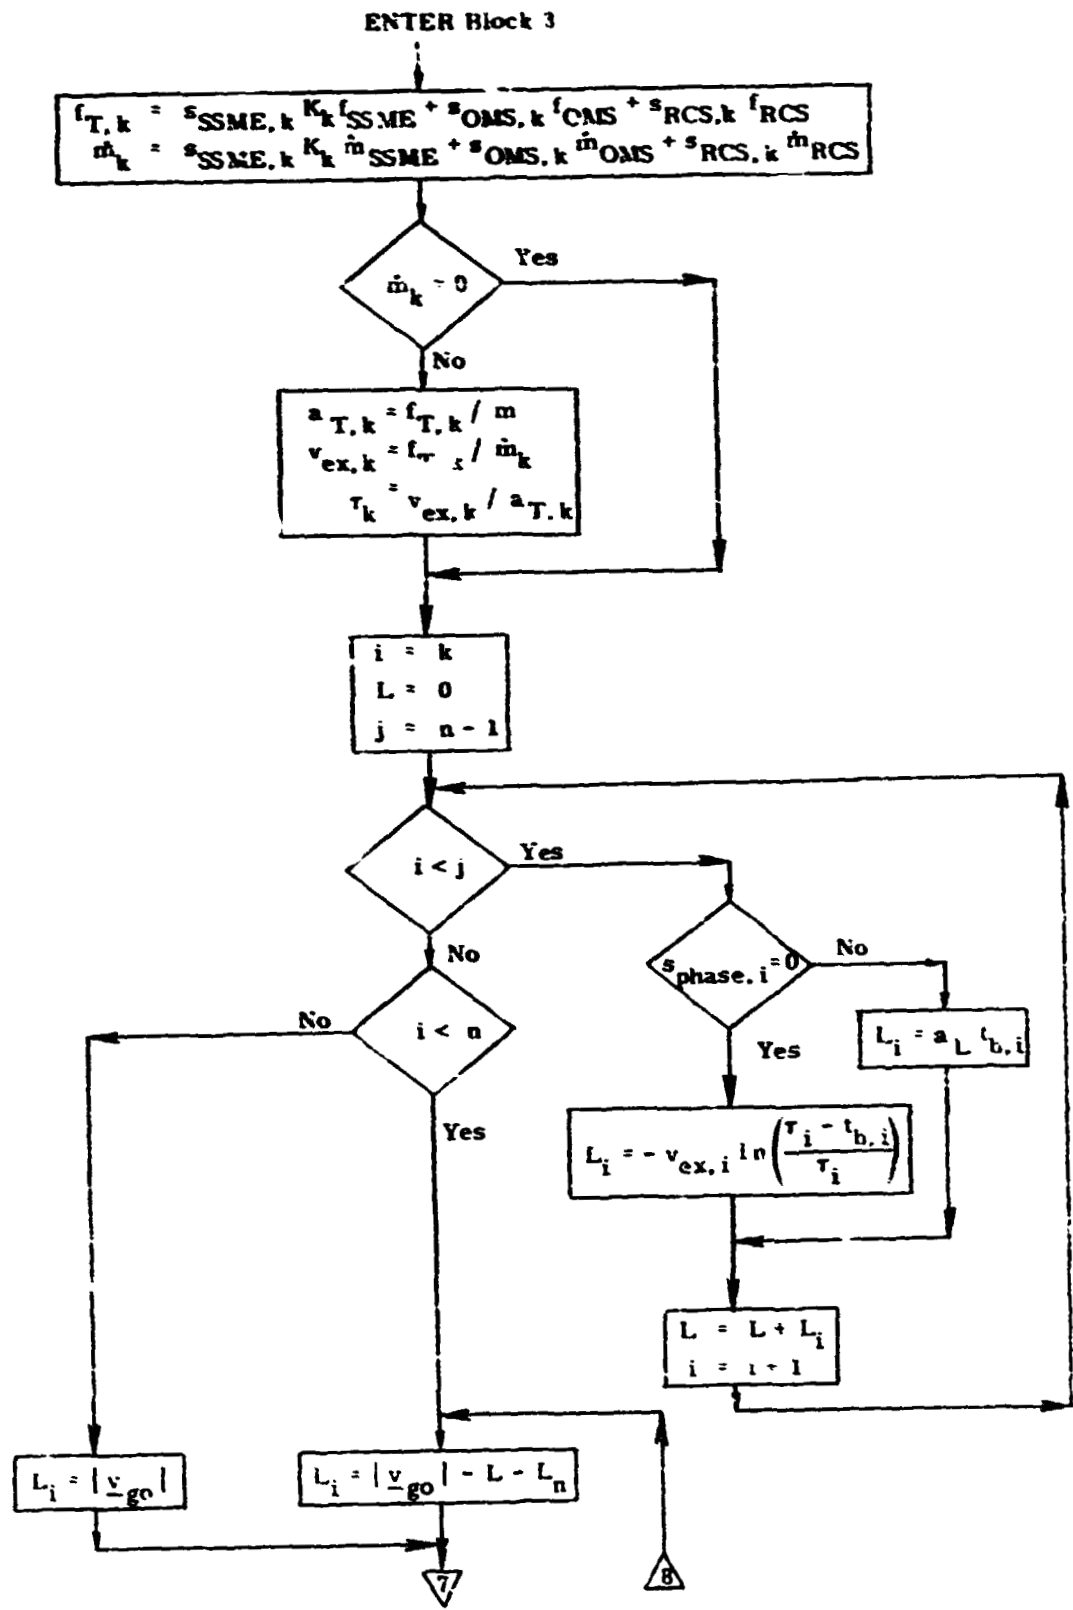 ENTER Block 3
f_T,k = s_SSME,k K_k f_SSME + s_OMS,k f_OMS + s_RCS,k f_RCS
ṁ_k = s_SSME,k K_k ṁ_SSME + s_OMS,k ṁ_OMS + s_RCS,k ṁ_RCS
ṁ_k = 0
Yes
No
a_T,k = f_T,k / m
v_ex,k = f_T / ṁ_k
τ_k = v_ex,k / a_T,k
i = k
L = 0
j = n - 1
i < j
Yes
No
s_phase,i = 0
No
Yes
L_i = a_L t_b,i
i < n
No
Yes
L_i = - v_ex,i ln((τ_i - t_b,i)/τ_i)
L = L + L_i
i = i + 1
L_i = |v_go|
L_i = |v_go| - L - L_n
7
8